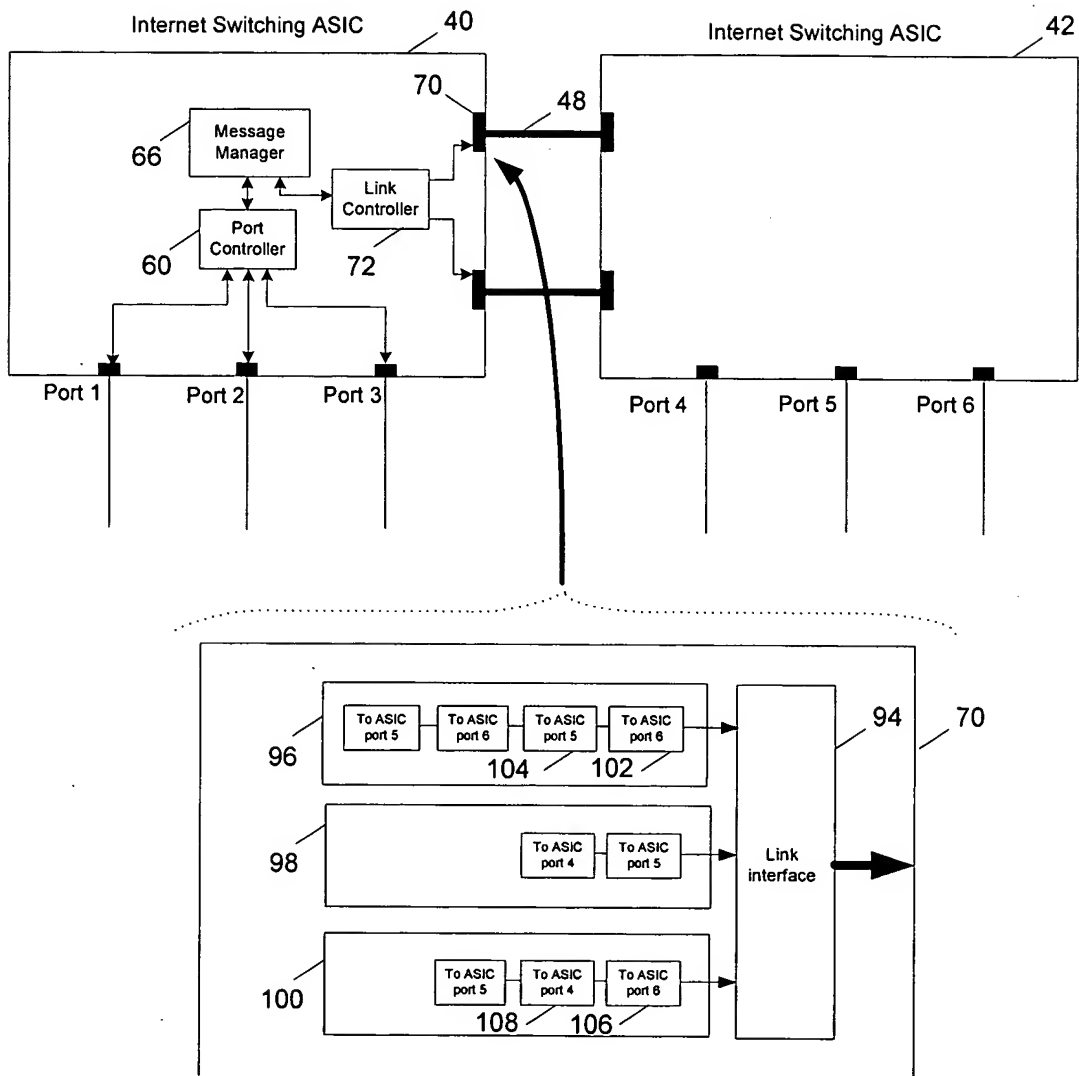 Internet Switching ASIC
40
Internet Switching ASIC
42
70
48
Message
Manager
66
Link
Controller
72
Port
Controller
60
Port 1
Port 2
Port 3
Port 4
Port 5
Port 6
To ASIC
port 5
To ASIC
port 6
To ASIC
port 5
To ASIC
port 6
96
104
102
94
70
To ASIC
port 4
To ASIC
port 5
98
Link
interface
To ASIC
port 5
To ASIC
port 4
To ASIC
port 6
100
108
106